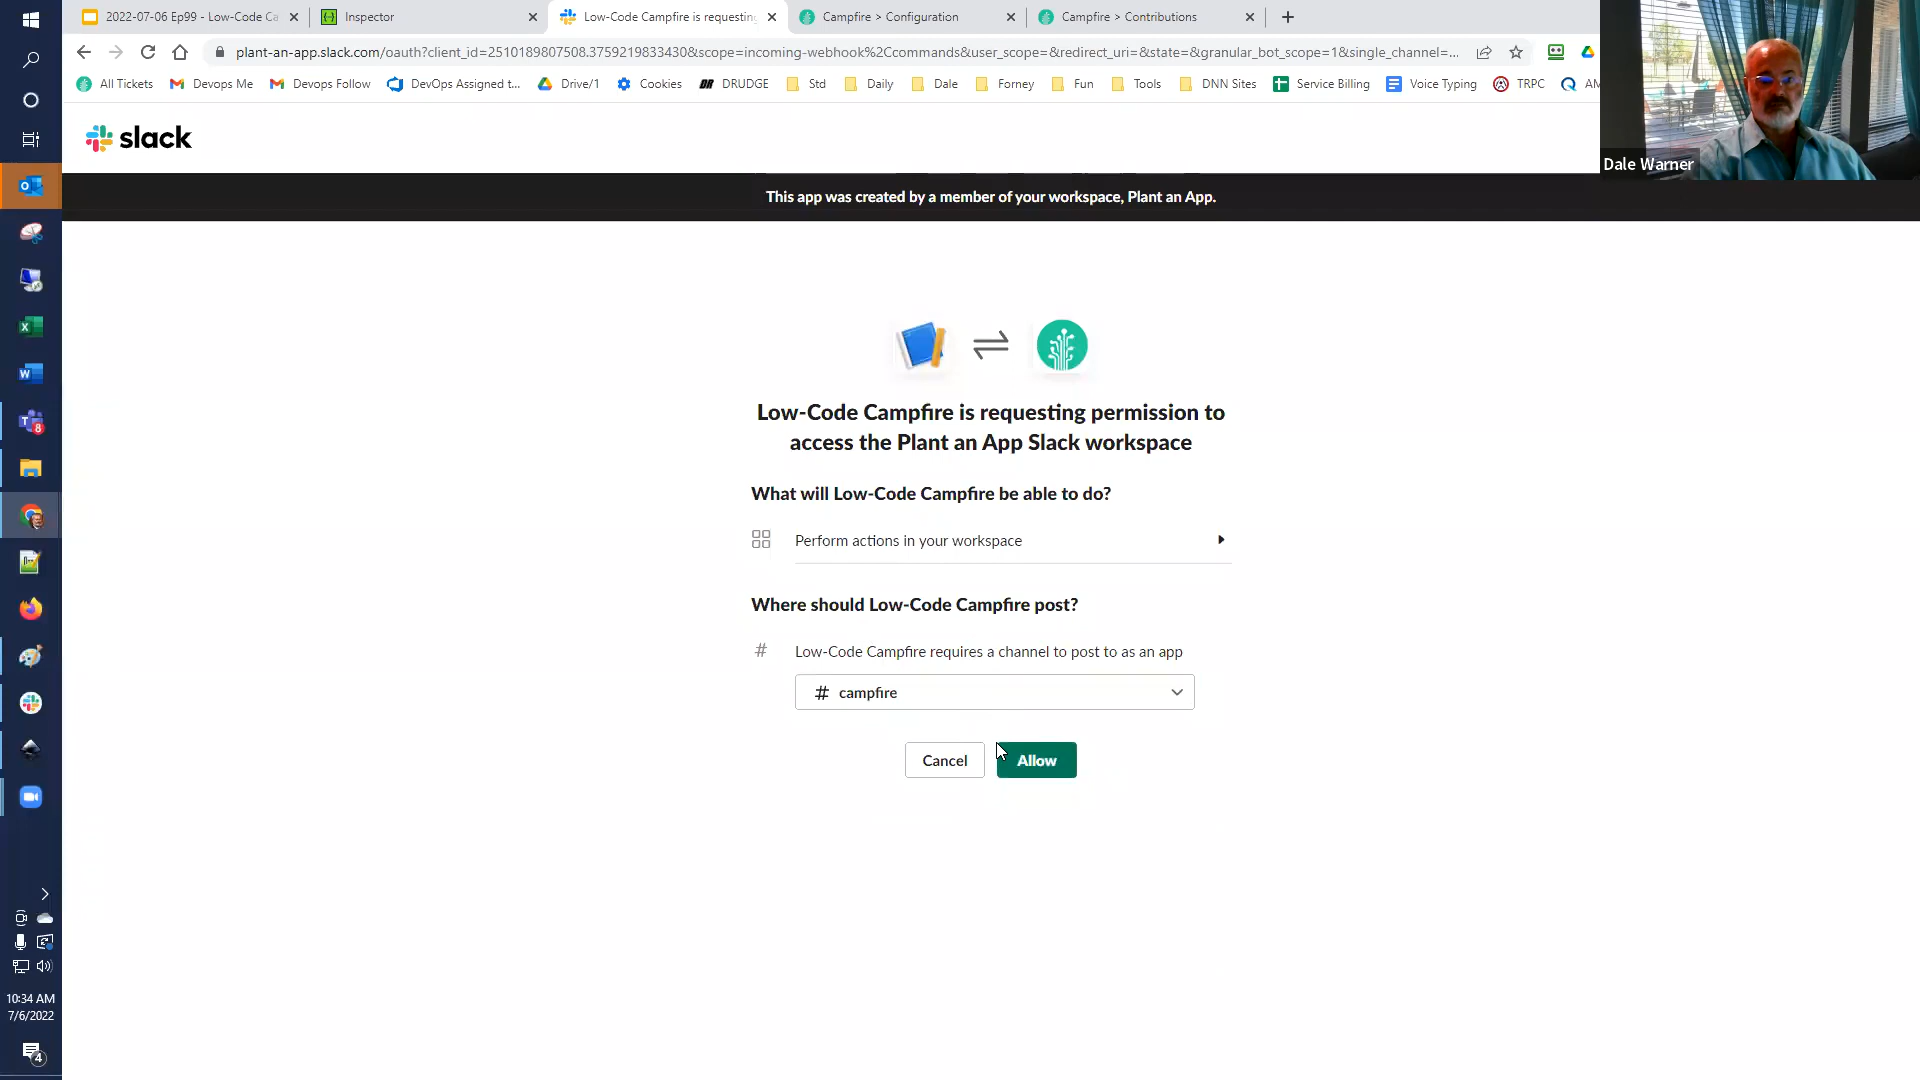 2022-07-06 Ep99 - Low-Code Ca
Inspector
Low-Code Campfire is requesting
Campfire > Configuration
Campfire > Contributions
plant-an-app.slack.com/oauth?client_id=2510189807508.3759219833430&scope=incoming-webhook%2Ccommands&user_scope=&redirect_uri=&state=&granular_bot_scope=1&single_channel=...
All Tickets
Devops Me
Devops Follow
DevOps Assigned t...
Drive/1
Cookies
DR DRUDGE
Std
Daily
Dale
Forney
Fun
Tools
DNN Sites
Service Billing
Voice Typing
TRPC
AM
slack
Dale Warner
This app was created by a member of your workspace, Plant an App.
Low-Code Campfire is requesting permission to
access the Plant an App Slack workspace
What will Low-Code Campfire be able to do?
Perform actions in your workspace
Where should Low-Code Campfire post?
# Low-Code Campfire requires a channel to post to as an app
# campfire
Cancel
Allow
8
10:34 AM
7/6/2022
4